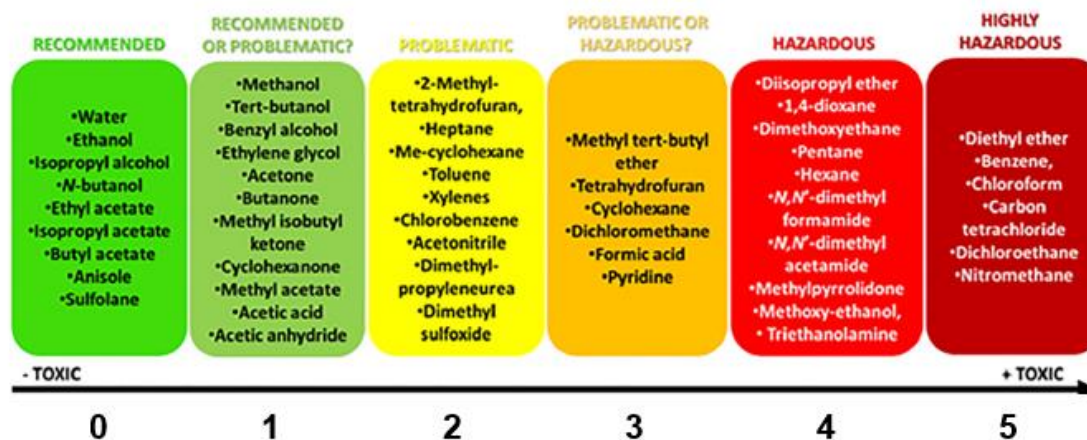 RECOMMENDED
•Water
•Ethanol
•Isopropyl alcohol
•N-butanol
•Ethyl acetate
•Isopropyl acetate
•Butyl acetate
•Anisole
•Sulfolane
RECOMMENDED
OR PROBLEMATIC?
•Methanol
•Tert-butanol
•Benzyl alcohol
•Ethylene glycol
•Acetone
•Butanone
•Methyl isobutyl
ketone
•Cyclohexanone
•Methyl acetate
•Acetic acid
•Acetic anhydride
PROBLEMATIC
•2-Methyl-
tetrahydrofuran,
•Heptane
•Me-cyclohexane
•Toluene
•Xylenes
•Chlorobenzene
•Acetonitrile
•Dimethyl-
propyleneurea
•Dimethyl
sulfoxide
PROBLEMATIC OR
HAZARDOUS?
•Methyl tert-butyl
ether
•Tetrahydrofuran
•Cyclohexane
•Dichloromethane
•Formic acid
•Pyridine
HAZARDOUS
•Diisopropyl ether
•1,4-dioxane
•Dimethoxyethane
•Pentane
•Hexane
•N,N'-dimethyl
formamide
•N,N'-dimethyl
acetamide
•Methylpyrrolidone
•Methoxy-ethanol,
• Triethanolamine
HIGHLY
HAZARDOUS
•Diethyl ether
•Benzene,
•Chloroform
•Carbon
tetrachloride
•Dichloroethane
•Nitromethane
- TOXIC
+ TOXIC
0 1 2 3 4 5